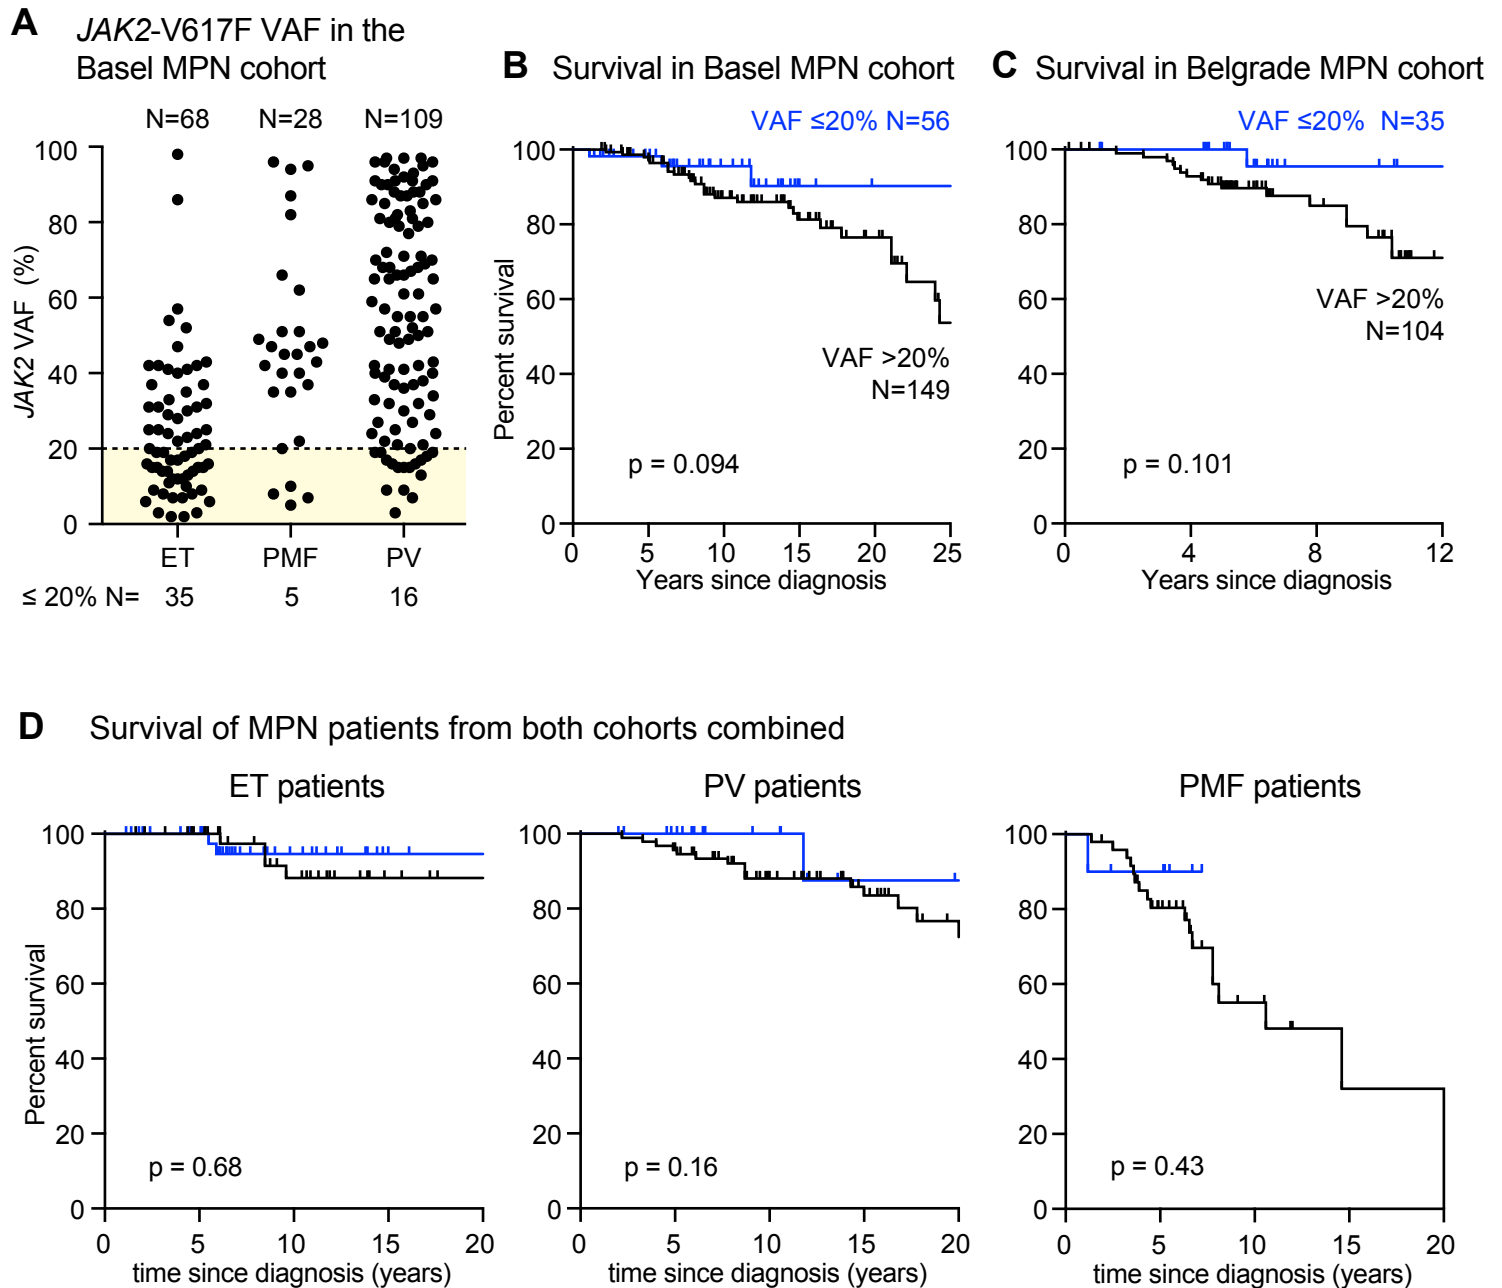 A
JAK2-V617F VAF in the
Basel MPN cohort
N=68 N=28 N=109
JAK2 VAF (%)
100
80
60
40
20
0
ET PMF PV
≤ 20% N= 35 5 16
B Survival in Basel MPN cohort
VAF ≤20% N=56
Percent survival
100
80
60
40
20
0
VAF >20%
N=149
p = 0.094
0 5 10 15 20 25
Years since diagnosis
C Survival in Belgrade MPN cohort
VAF ≤20% N=35
100
80
60
40
20
0
VAF >20%
N=104
p = 0.101
0 4 8 12
Years since diagnosis
D Survival of MPN patients from both cohorts combined
ET patients
Percent survival
100
80
60
40
20
0
p = 0.68
0 5 10 15 20
time since diagnosis (years)
PV patients
100
80
60
40
20
0
p = 0.16
0 5 10 15 20
time since diagnosis (years)
PMF patients
100
80
60
40
20
0
p = 0.43
0 5 10 15 20
time since diagnosis (years)